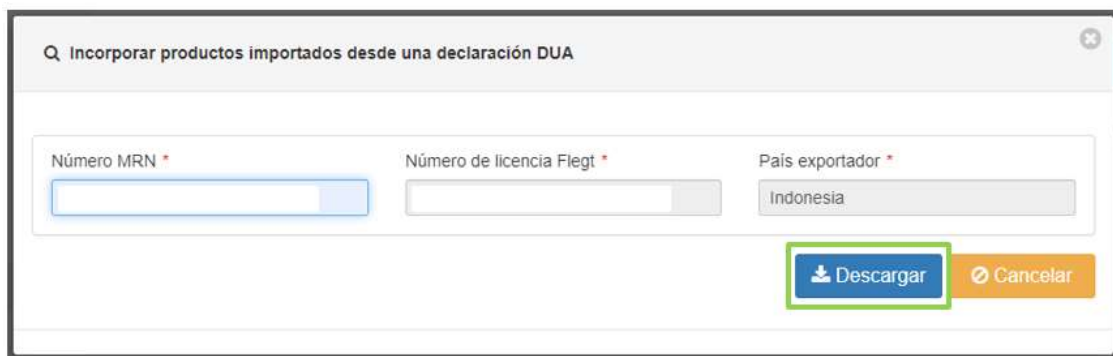 Incorporar productos importados desde una declaración DUA
Número MRN * Número de licencia Flegt * País exportador *
Indonesia
Descargar Cancelar